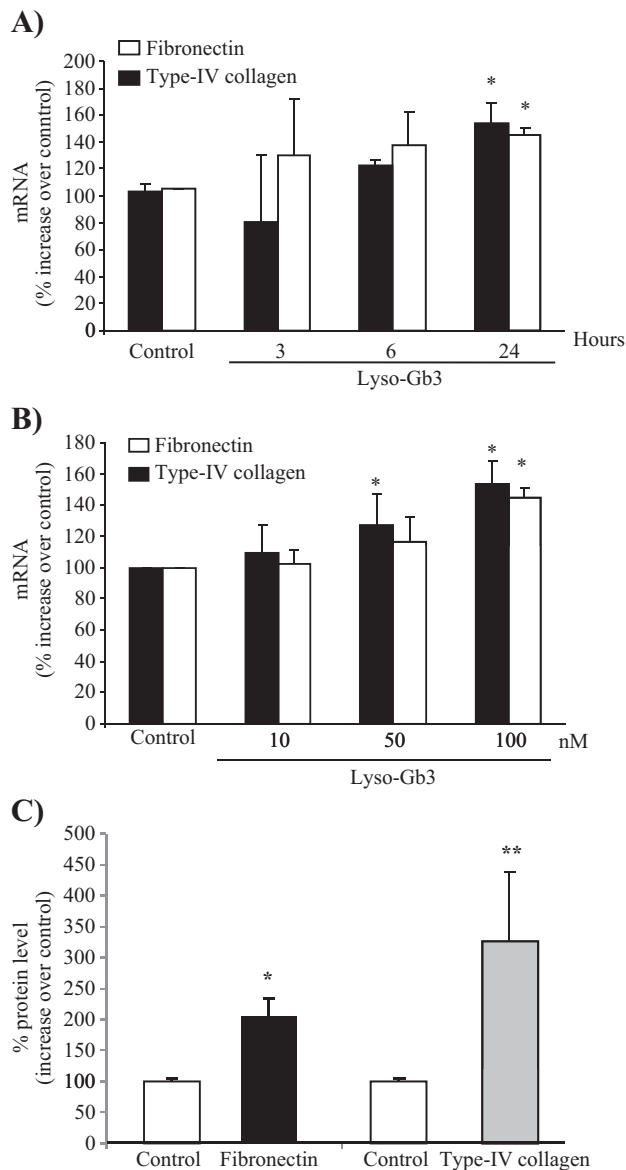 A)
Fibronectin
Type-IV collagen
mRNA
(% increase over conntrol)
200
180
160
140
120
100
80
60
40
20
0
* *
Control 3 6 24 Hours
Lyso-Gb3
B)
Fibronectin
Type-IV collagen
mRNA
(% increase over control)
180
160
140
120
100
80
60
40
20
0
* * *
Control 10 50 100 nM
Lyso-Gb3
C)
% protein level
(increase over control)
500
450
400
350
300
250
200
150
100
50
0
* **
Control Fibronectin Control Type-IV collagen